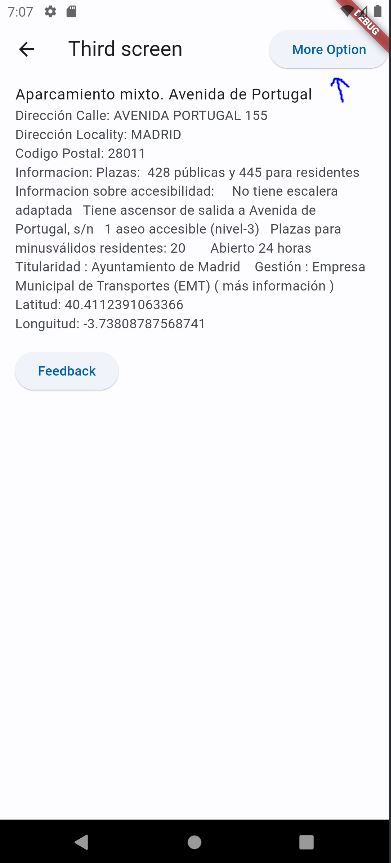 7:07
DEBUG
Third screen
More Option
Aparcamiento mixto. Avenida de Portugal
Dirección Calle: AVENIDA PORTUGAL 155
Dirección Locality: MADRID
Codigo Postal: 28011
Informacion: Plazas:  428 públicas y 445 para residentes
Informacion sobre accesibilidad:     No tiene escalera
adaptada   Tiene ascensor de salida a Avenida de
Portugal, s/n   1 aseo accesible (nivel-3)   Plazas para
minusválidos residentes: 20       Abierto 24 horas
Titularidad : Ayuntamiento de Madrid    Gestión : Empresa
Municipal de Transportes (EMT) ( más información )
Latitud: 40.4112391063366
Longuitud: -3.73808787568741
Feedback